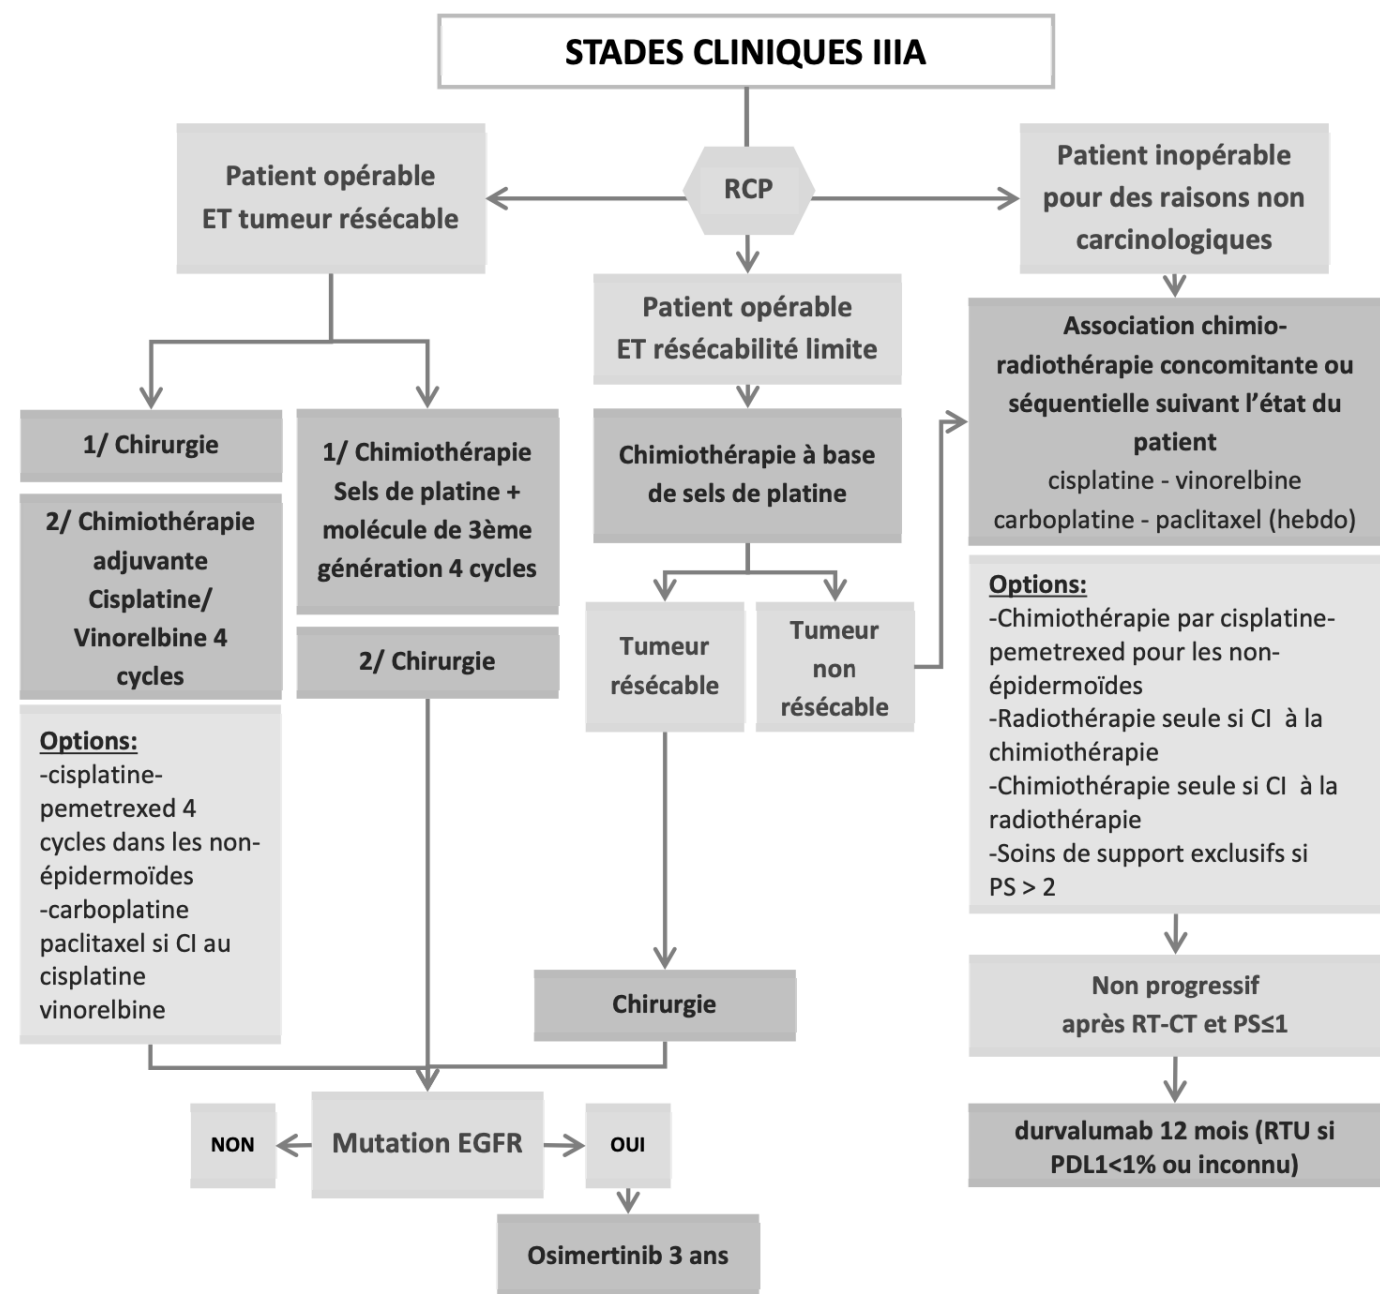 STADES CLINIQUES IIIA
RCP
Patient opérable
ET tumeur résécable
1/ Chirurgie
2/ Chimiothérapie
adjuvante
Cisplatine/
Vinorelbine 4
cycles
Options:
-cisplatine-
pemetrexed 4
cycles dans les non-
épidermoïdes
-carboplatine
paclitaxel si CI au
cisplatine
vinorelbine
1/ Chimiothérapie
Sels de platine +
molécule de 3ème
génération 4 cycles
2/ Chirurgie
Patient opérable
ET résécabilité limite
Chimiothérapie à base
de sels de platine
Tumeur
résécable
Tumeur
non
résécable
Chirurgie
Patient inopérable
pour des raisons non
carcinologiques
Association chimio-
radiothérapie concomitante ou
séquentielle suivant l'état du
patient
cisplatine - vinorelbine
carboplatine - paclitaxel (hebdo)
Options:
-Chimiothérapie par cisplatine-
pemetrexed pour les non-
épidermoïdes
-Radiothérapie seule si CI  à la
chimiothérapie
-Chimiothérapie seule si CI  à la
radiothérapie
-Soins de support exclusifs si
PS > 2
Non progressif
après RT-CT et PS≤1
durvalumab 12 mois (RTU si
PDL1<1% ou inconnu)
NON
Mutation EGFR
OUI
Osimertinib 3 ans